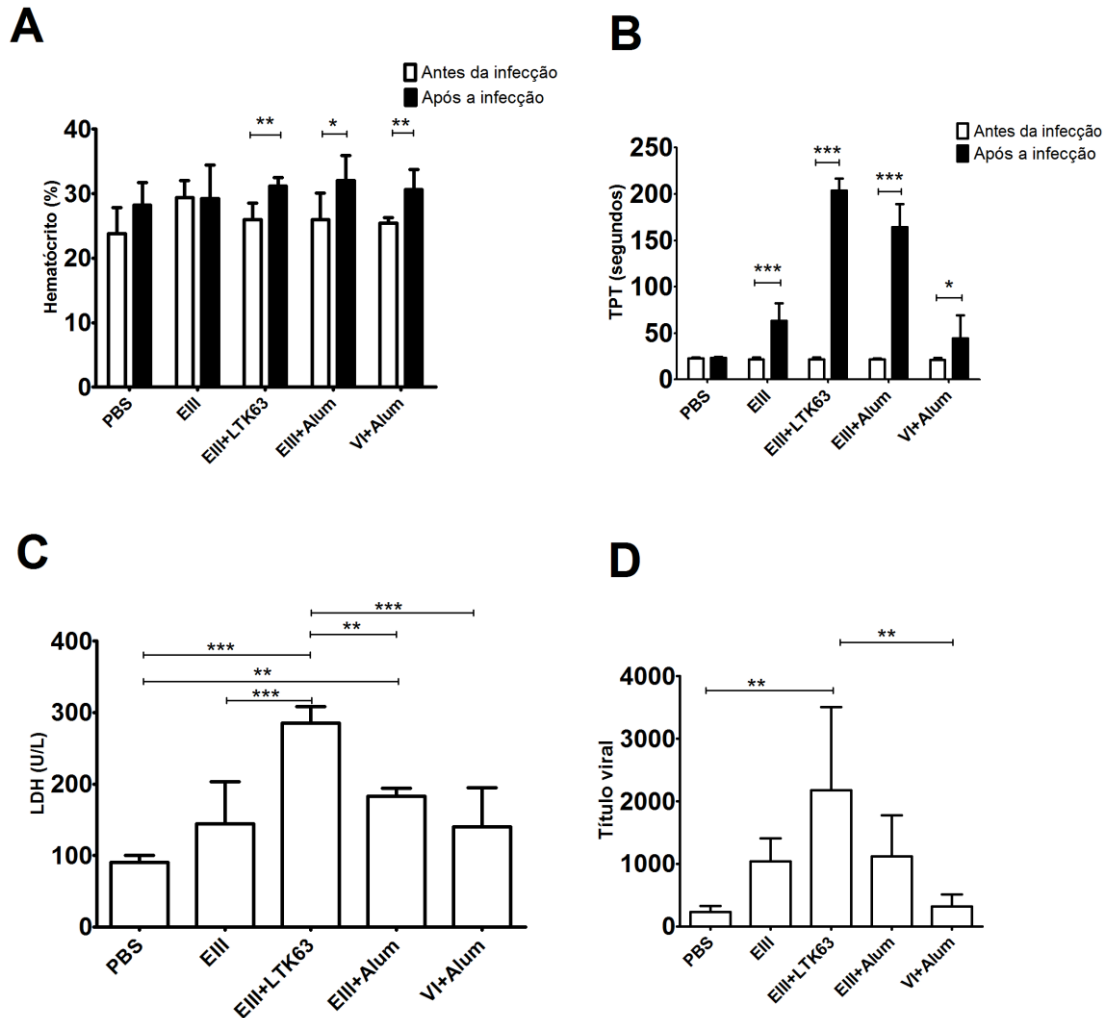 A
Antes da infecção
Após a infecção
Hematócrito (%)
40
30
20
10
0
**
*
**
PBS
EIII
EIII+LTK63
EIII+Alum
VI+Alum
B
Antes da infecção
Após a infecção
TPT (segundos)
250
200
150
100
50
0
***
***
***
*
PBS
EIII
EIII+LTK63
EIII+Alum
VI+Alum
C
LDH (U/L)
400
300
200
100
0
***
**
***
**
***
PBS
EIII
EIII+LTK63
EIII+Alum
VI+Alum
D
Título viral
4000
3000
2000
1000
0
**
**
PBS
EIII
EIII+LTK63
EIII+Alum
VI+Alum